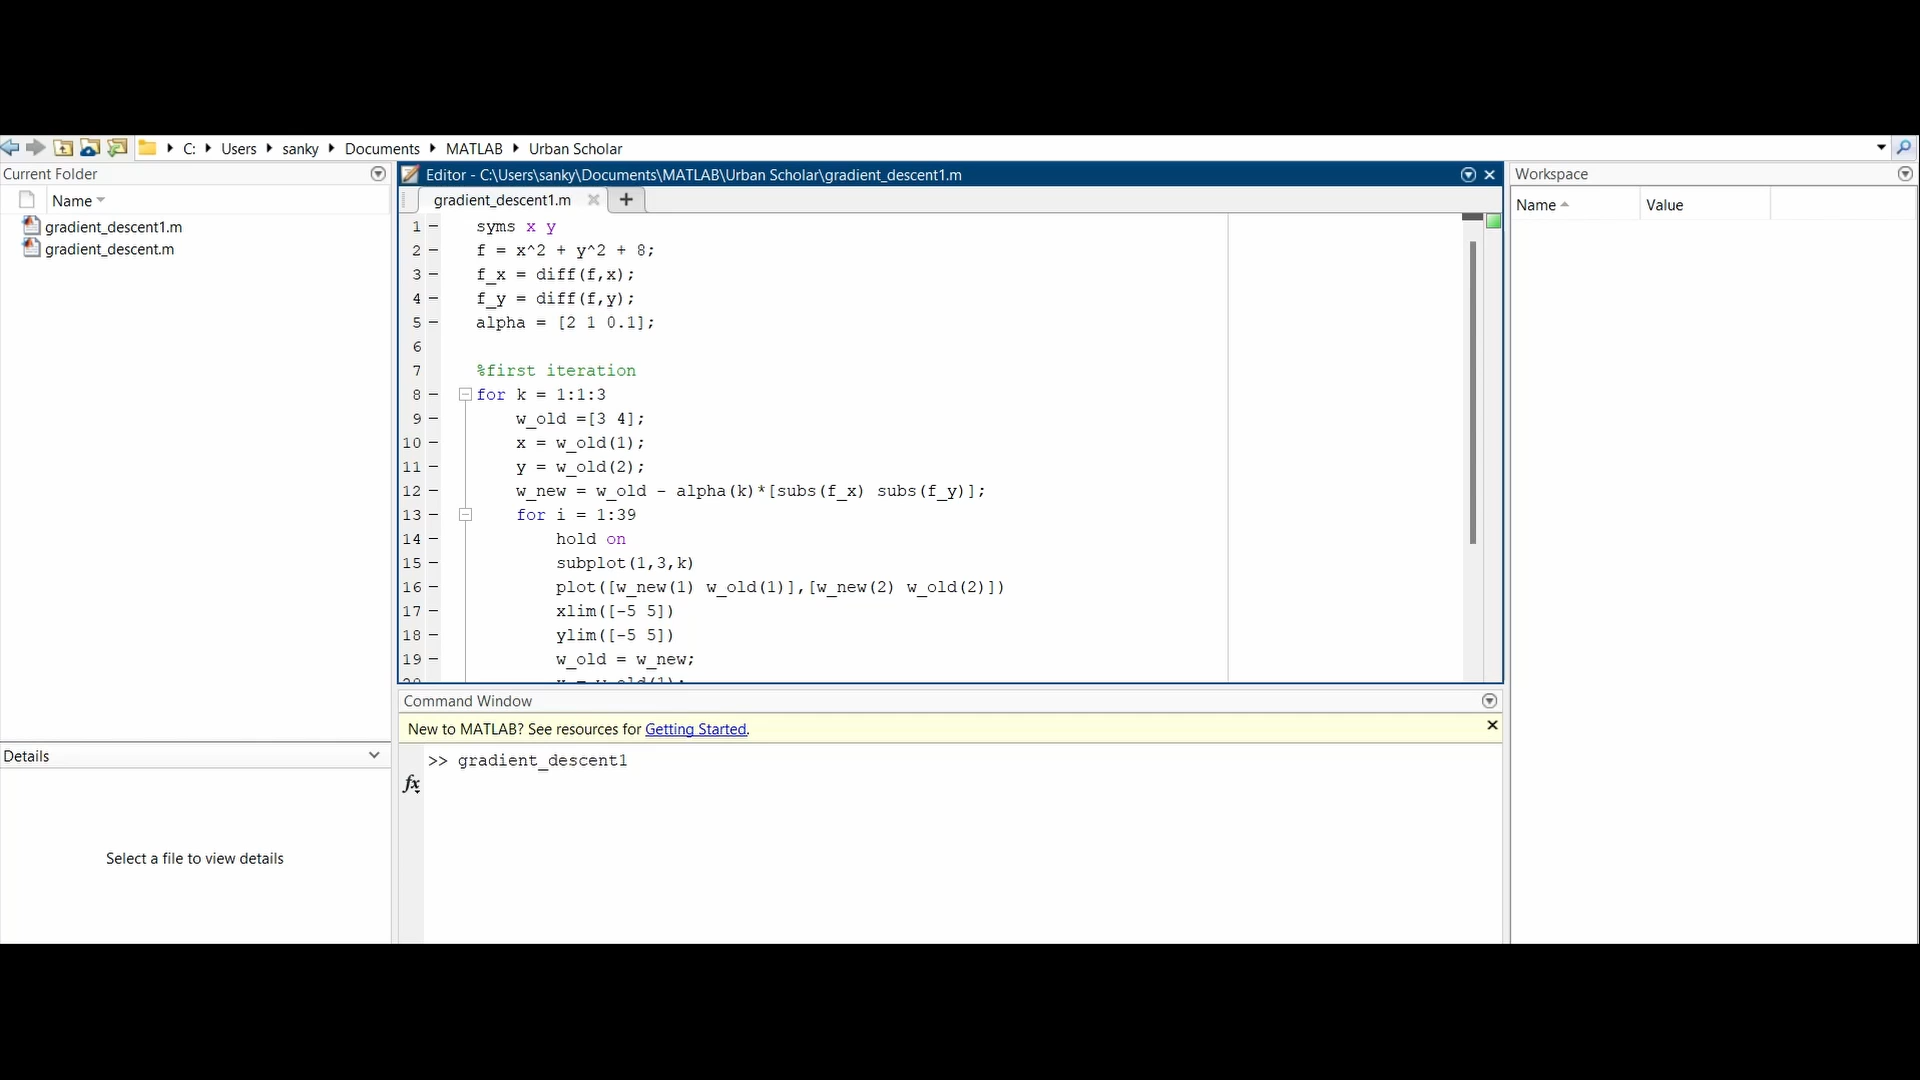 C: Users sanky Documents MATLAB Urban Scholar
Current Folder
Name
gradient_descent1.m
gradient_descent.m
Details
Select a file to view details
Editor - C:\Users\sanky\Documents\MATLAB\Urban Scholar\gradient_descent1.m
gradient_descent1.m
1 syms x y
2 f = x^2 + y^2 + 8;
3 f_x = diff(f,x);
4 f_y = diff(f,y);
5 alpha = [2 1 0.1];
6
7 %first iteration
8 for k = 1:1:3
9 w_old =[3 4];
10 x = w_old(1);
11 y = w_old(2);
12 w_new = w_old - alpha(k)*[subs(f_x) subs(f_y)];
13 for i = 1:39
14 hold on
15 subplot(1,3,k)
16 plot([w_new(1) w_old(1)],[w_new(2) w_old(2)])
17 xlim([-5 5])
18 ylim([-5 5])
19 w_old = w_new;
Command Window
New to MATLAB? See resources for Getting Started.
>> gradient_descent1
fx
Workspace
Name Value